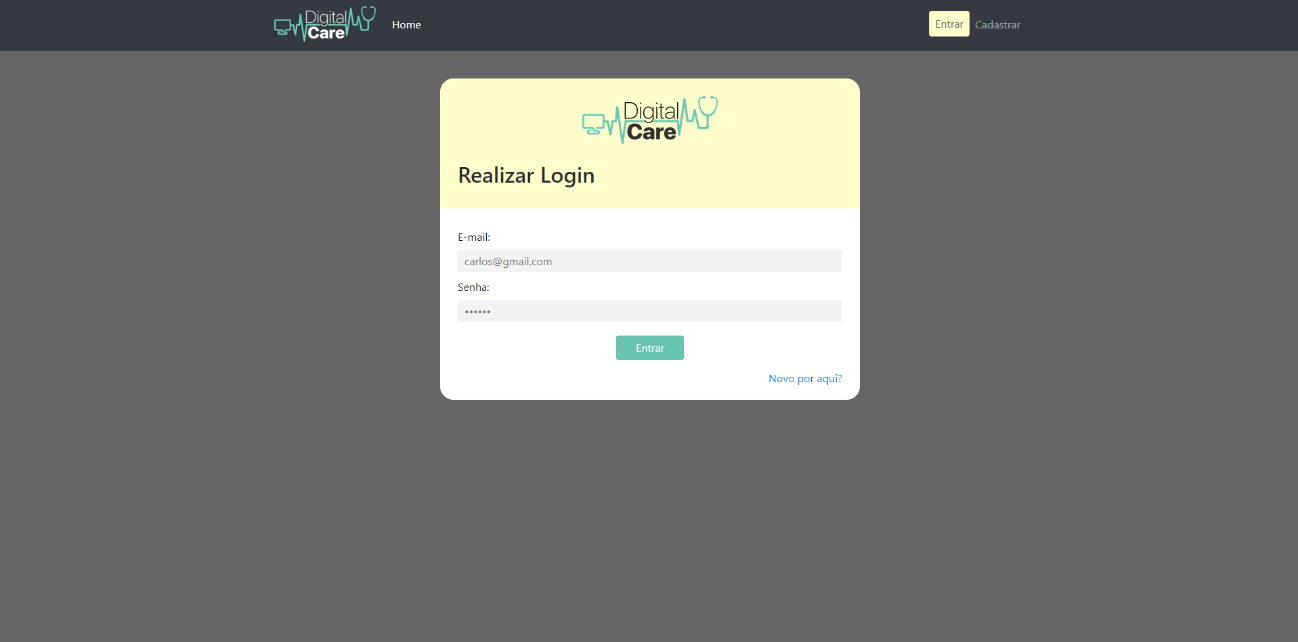 Digital
Care
Home
Entrar
Cadastrar
Digital
Care
Realizar Login
E-mail:
carlos@gmail.com
Senha:
••••••
Entrar
Novo por aqui?